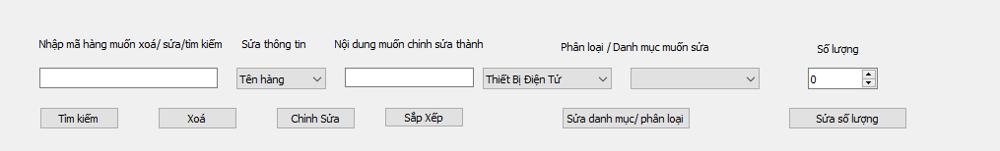 Nhập mã hàng muốn xoá/ sửa/tìm kiếm
Sửa thông tin
Nội dung muốn chỉnh sửa thành
Phân loại / Danh mục muốn sửa
Số lượng
Tên hàng
Thiết Bị Điện Tử
0
Tìm kiếm
Xoá
Chỉnh Sửa
Sắp Xếp
Sửa danh mục/ phân loại
Sửa số lượng